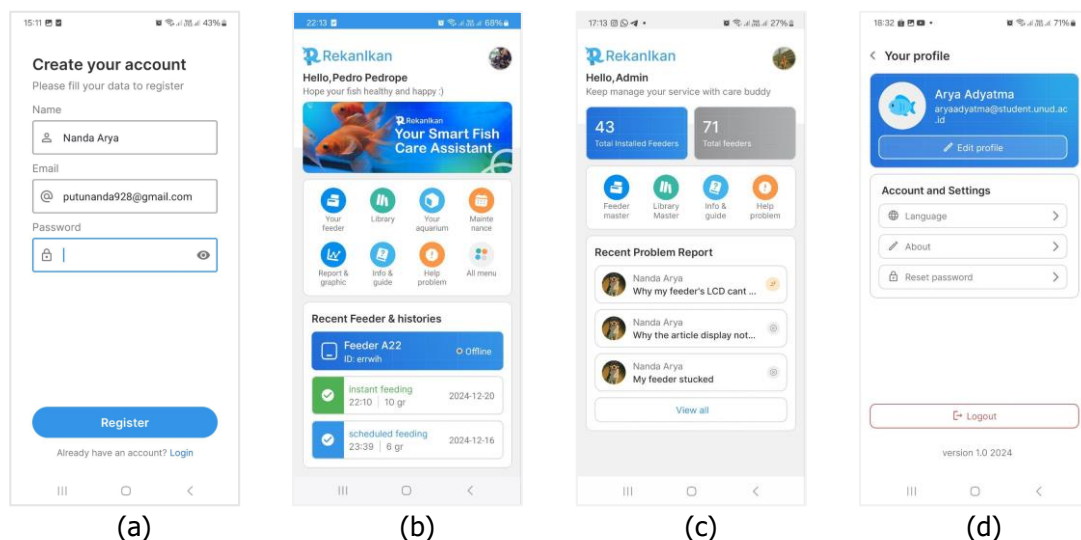 15:11
43%
Create your account
Please fill your data to register
Name
Nanda Arya
Email
putunanda928@gmail.com
Password
Register
Already have an account? Login
(a)
22:13
68%
RekanIkan
Hello,Pedro Pedrope
Hope your fish healthy and happy :)
RekanIkan
Your Smart Fish
Care Assistant
Your
feeder
Library
Your
aquarium
Mainte
nance
Report &
graphic
Info &
guide
Help
problem
All menu
Recent Feeder & histories
Feeder A22
ID: errwih
Offline
instant feeding
22:10 | 10 gr
2024-12-20
scheduled feeding
23:39 | 6 gr
2024-12-16
(b)
17:13
27%
RekanIkan
Hello,Admin
Keep manage your service with care buddy
43
Total Installed Feeders
71
Total feeders
Feeder
master
Library
Master
Info &
guide
Help
problem
Recent Problem Report
Nanda Arya
Why my feeder's LCD cant ...
Nanda Arya
Why the article display not...
Nanda Arya
My feeder stucked
View all
(c)
18:32
71%
Your profile
Arya Adyatma
aryaadyatma@student.unud.ac
.id
Edit profile
Account and Settings
Language
About
Reset password
Logout
version 1.0 2024
(d)